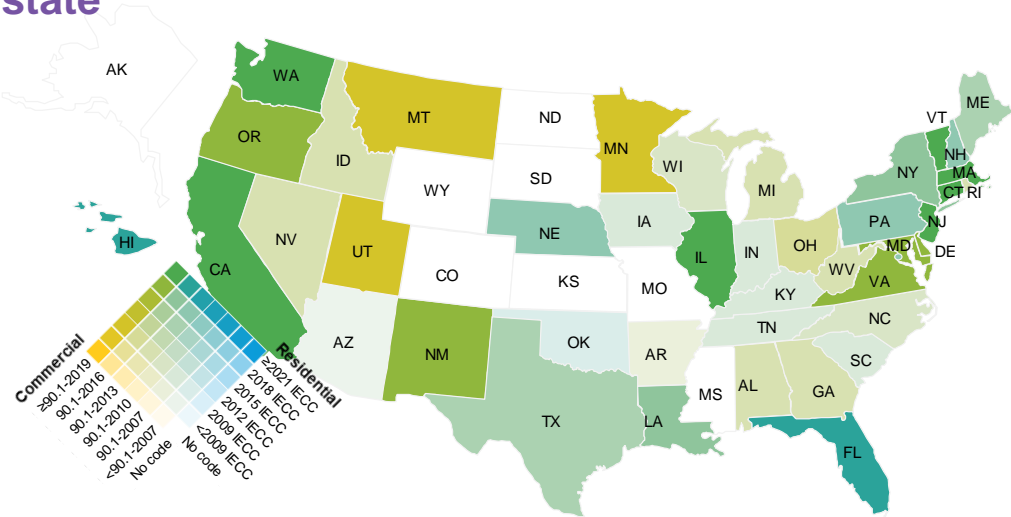 state
AK
WA
MT
ND
MN
ME
VT
OR
ID
SD
WI
MI
NY
NH
MA
CT RI
WY
IA
PA
NJ
HI
NV
UT
NE
IL
IN
OH
MD
DE
CA
CO
KS
MO
WV
VA
KY
NC
AZ
NM
OK
AR
TN
SC
MS
AL
GA
TX
LA
FL
Commercial
≥90.1-2019
90.1-2016
90.1-2013
90.1-2010
90.1-2007
<90.1-2007
No code
Residential
≥2021 IECC
2018 IECC
2015 IECC
2012 IECC
2009 IECC
<2009 IECC
No code